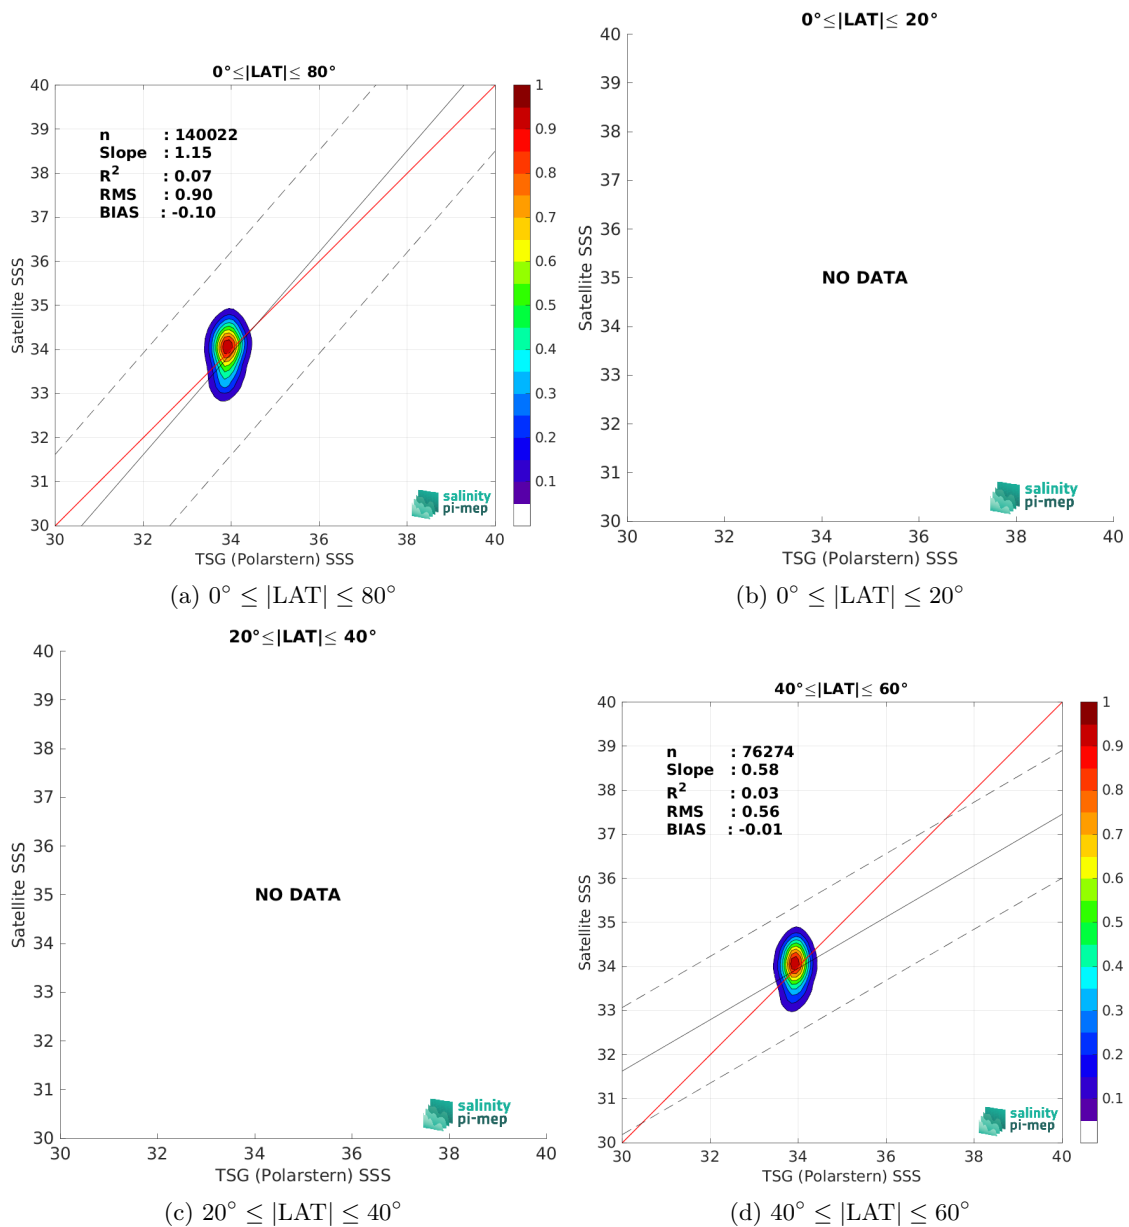 0°≤|LAT|≤ 80°
40
39
38
37
36
35
34
33
32
31
30
Satellite SSS
n : 140022
Slope : 1.15
R² : 0.07
RMS : 0.90
BIAS : -0.10
salinity
pi-mep
30 32 34 36 38 40
TSG (Polarstern) SSS
1
0.9
0.8
0.7
0.6
0.5
0.4
0.3
0.2
0.1
(a) 0° ≤ |LAT| ≤ 80°
0°≤|LAT|≤ 20°
40
39
38
37
36
35
34
33
32
31
30
Satellite SSS
NO DATA
salinity
pi-mep
30 32 34 36 38 40
TSG (Polarstern) SSS
(b) 0° ≤ |LAT| ≤ 20°
20°≤|LAT|≤ 40°
40
39
38
37
36
35
34
33
32
31
30
Satellite SSS
NO DATA
salinity
pi-mep
30 32 34 36 38 40
TSG (Polarstern) SSS
(c) 20° ≤ |LAT| ≤ 40°
40°≤|LAT|≤ 60°
40
39
38
37
36
35
34
33
32
31
30
Satellite SSS
n : 76274
Slope : 0.58
R² : 0.03
RMS : 0.56
BIAS : -0.01
salinity
pi-mep
30 32 34 36 38 40
TSG (Polarstern) SSS
1
0.9
0.8
0.7
0.6
0.5
0.4
0.3
0.2
0.1
(d) 40° ≤ |LAT| ≤ 60°